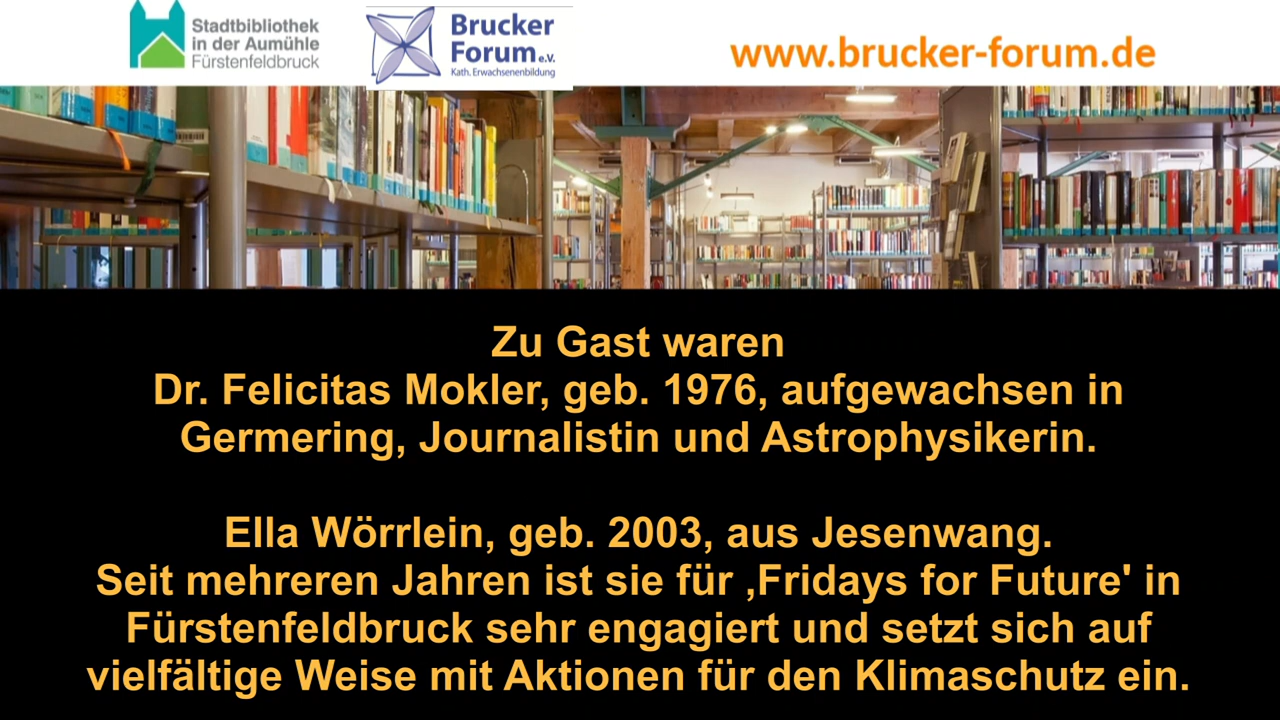 Stadtbibliothek
in der Aumühle
Fürstenfeldbruck
Brucker
Forum e.V.
Kath. Erwachsenenbildung
www.brucker-forum.de
Zu Gast waren
Dr. Felicitas Mokler, geb. 1976, aufgewachsen in
Germering, Journalistin und Astrophysikerin.
Ella Wörrlein, geb. 2003, aus Jesenwang.
Seit mehreren Jahren ist sie für ‚Fridays for Future' in
Fürstenfeldbruck sehr engagiert und setzt sich auf
vielfältige Weise mit Aktionen für den Klimaschutz ein.